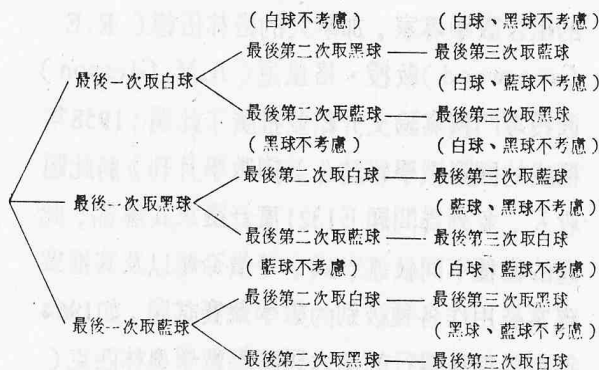 (白球不考慮) (白球、黑球不考慮)
最後第二次取黑球 — 最後第三次取藍球
最後一次取白球 (白球、藍球不考慮)
最後第二次取藍球 — 最後第三次取黑球
(黑球不考慮) (白球、黑球不考慮)
最後第二次取白球 — 最後第三次取藍球
最後一次取黑球 (藍球、黑球不考慮)
最後第二次取藍球 — 最後第三次取白球
(藍球不考慮) (白球、藍球不考慮)
最後第二次取白球 — 最後第三次取黑球
最後一次取藍球 (黑球、藍球不考慮)
最後第二次取黑球 — 最後第三次取白球